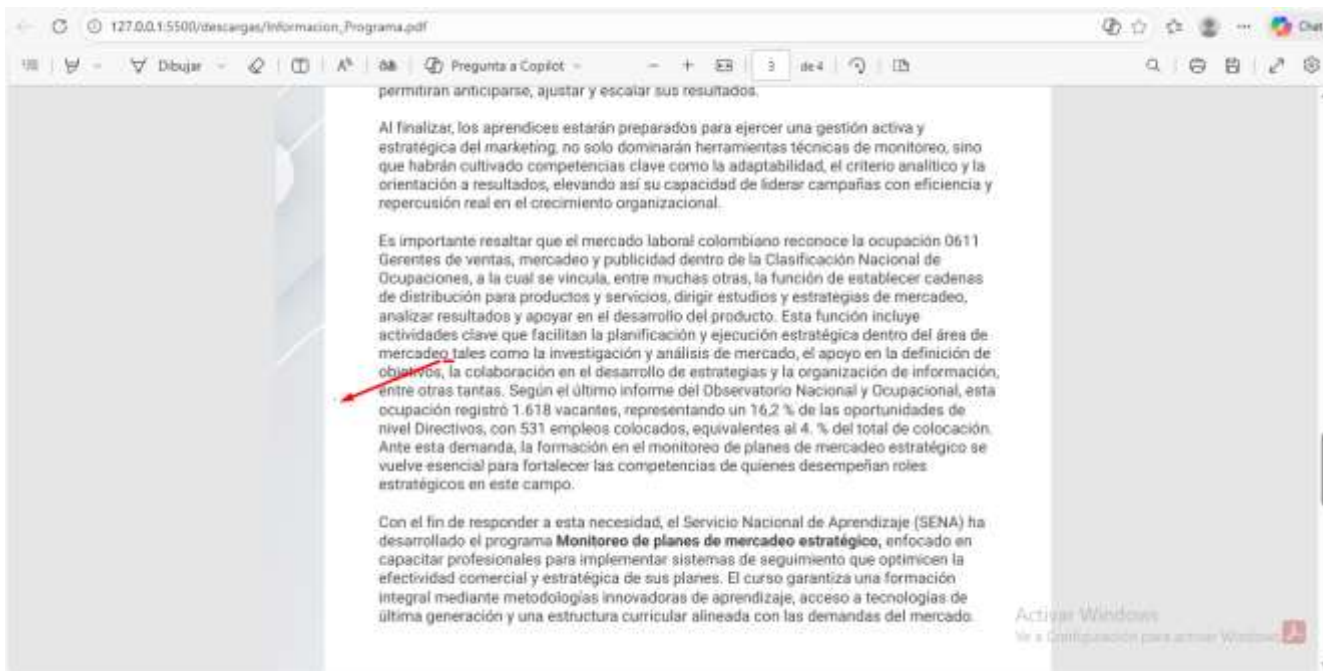 127.0.0.1:5500/descargas/Informacion_Programa.pdf
Chat
Dibujar
Pregunta a Copilot
3 de 4
permitirán anticiparse, ajustar y escalar sus resultados.
Al finalizar, los aprendices estarán preparados para ejercer una gestión activa y
estratégica del marketing, no solo dominarán herramientas técnicas de monitoreo, sino
que habrán cultivado competencias clave como la adaptabilidad, el criterio analítico y la
orientación a resultados, elevando así su capacidad de liderar campañas con eficiencia y
repercusión real en el crecimiento organizacional.
Es importante resaltar que el mercado laboral colombiano reconoce la ocupación 0611
Gerentes de ventas, mercadeo y publicidad dentro de la Clasificación Nacional de
Ocupaciones, a la cual se vincula, entre muchas otras, la función de establecer cadenas
de distribución para productos y servicios, dirigir estudios y estrategias de mercadeo,
analizar resultados y apoyar en el desarrollo del producto. Esta función incluye
actividades clave que facilitan la planificación y ejecución estratégica dentro del área de
mercadeo tales como la investigación y análisis de mercado, el apoyo en la definición de
objetivos, la colaboración en el desarrollo de estrategias y la organización de información,
entre otras tantas. Según el último informe del Observatorio Nacional y Ocupacional, esta
ocupación registró 1.618 vacantes, representando un 16,2 % de las oportunidades de
nivel Directivos, con 531 empleos colocados, equivalentes al 4. % del total de colocación.
Ante esta demanda, la formación en el monitoreo de planes de mercadeo estratégico se
vuelve esencial para fortalecer las competencias de quienes desempeñan roles
estratégicos en este campo.
Con el fin de responder a esta necesidad, el Servicio Nacional de Aprendizaje (SENA) ha
desarrollado el programa Monitoreo de planes de mercadeo estratégico, enfocado en
capacitar profesionales para implementar sistemas de seguimiento que optimicen la
efectividad comercial y estratégica de sus planes. El curso garantiza una formación
integral mediante metodologías innovadoras de aprendizaje, acceso a tecnologías de
última generación y una estructura curricular alineada con las demandas del mercado.
Activar Windows
Ve a Configuración para activar Windows